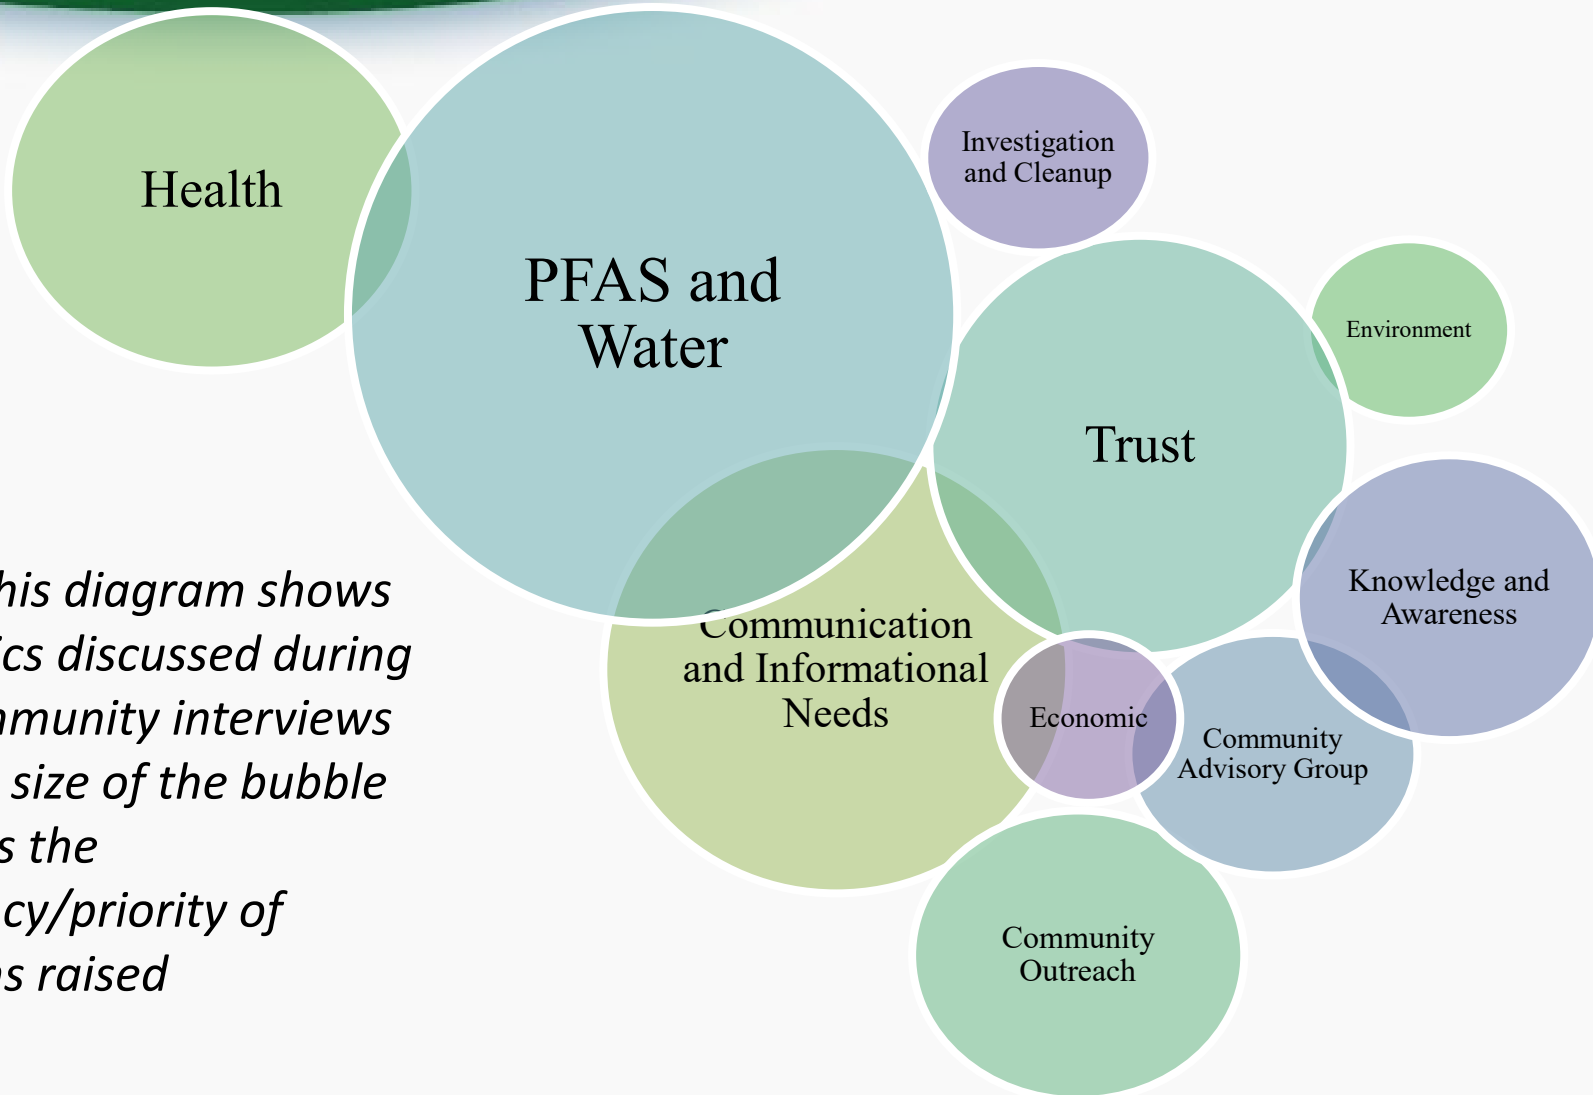 Health
PFAS and
Water
Investigation
and Cleanup
Environment
Trust
Knowledge and
Awareness
Communication
and Informational
Needs
Economic
Community
Advisory Group
Community
Outreach
his diagram shows
ics discussed during
mmunity interviews
size of the bubble
s the
cy/priority of
ns raised